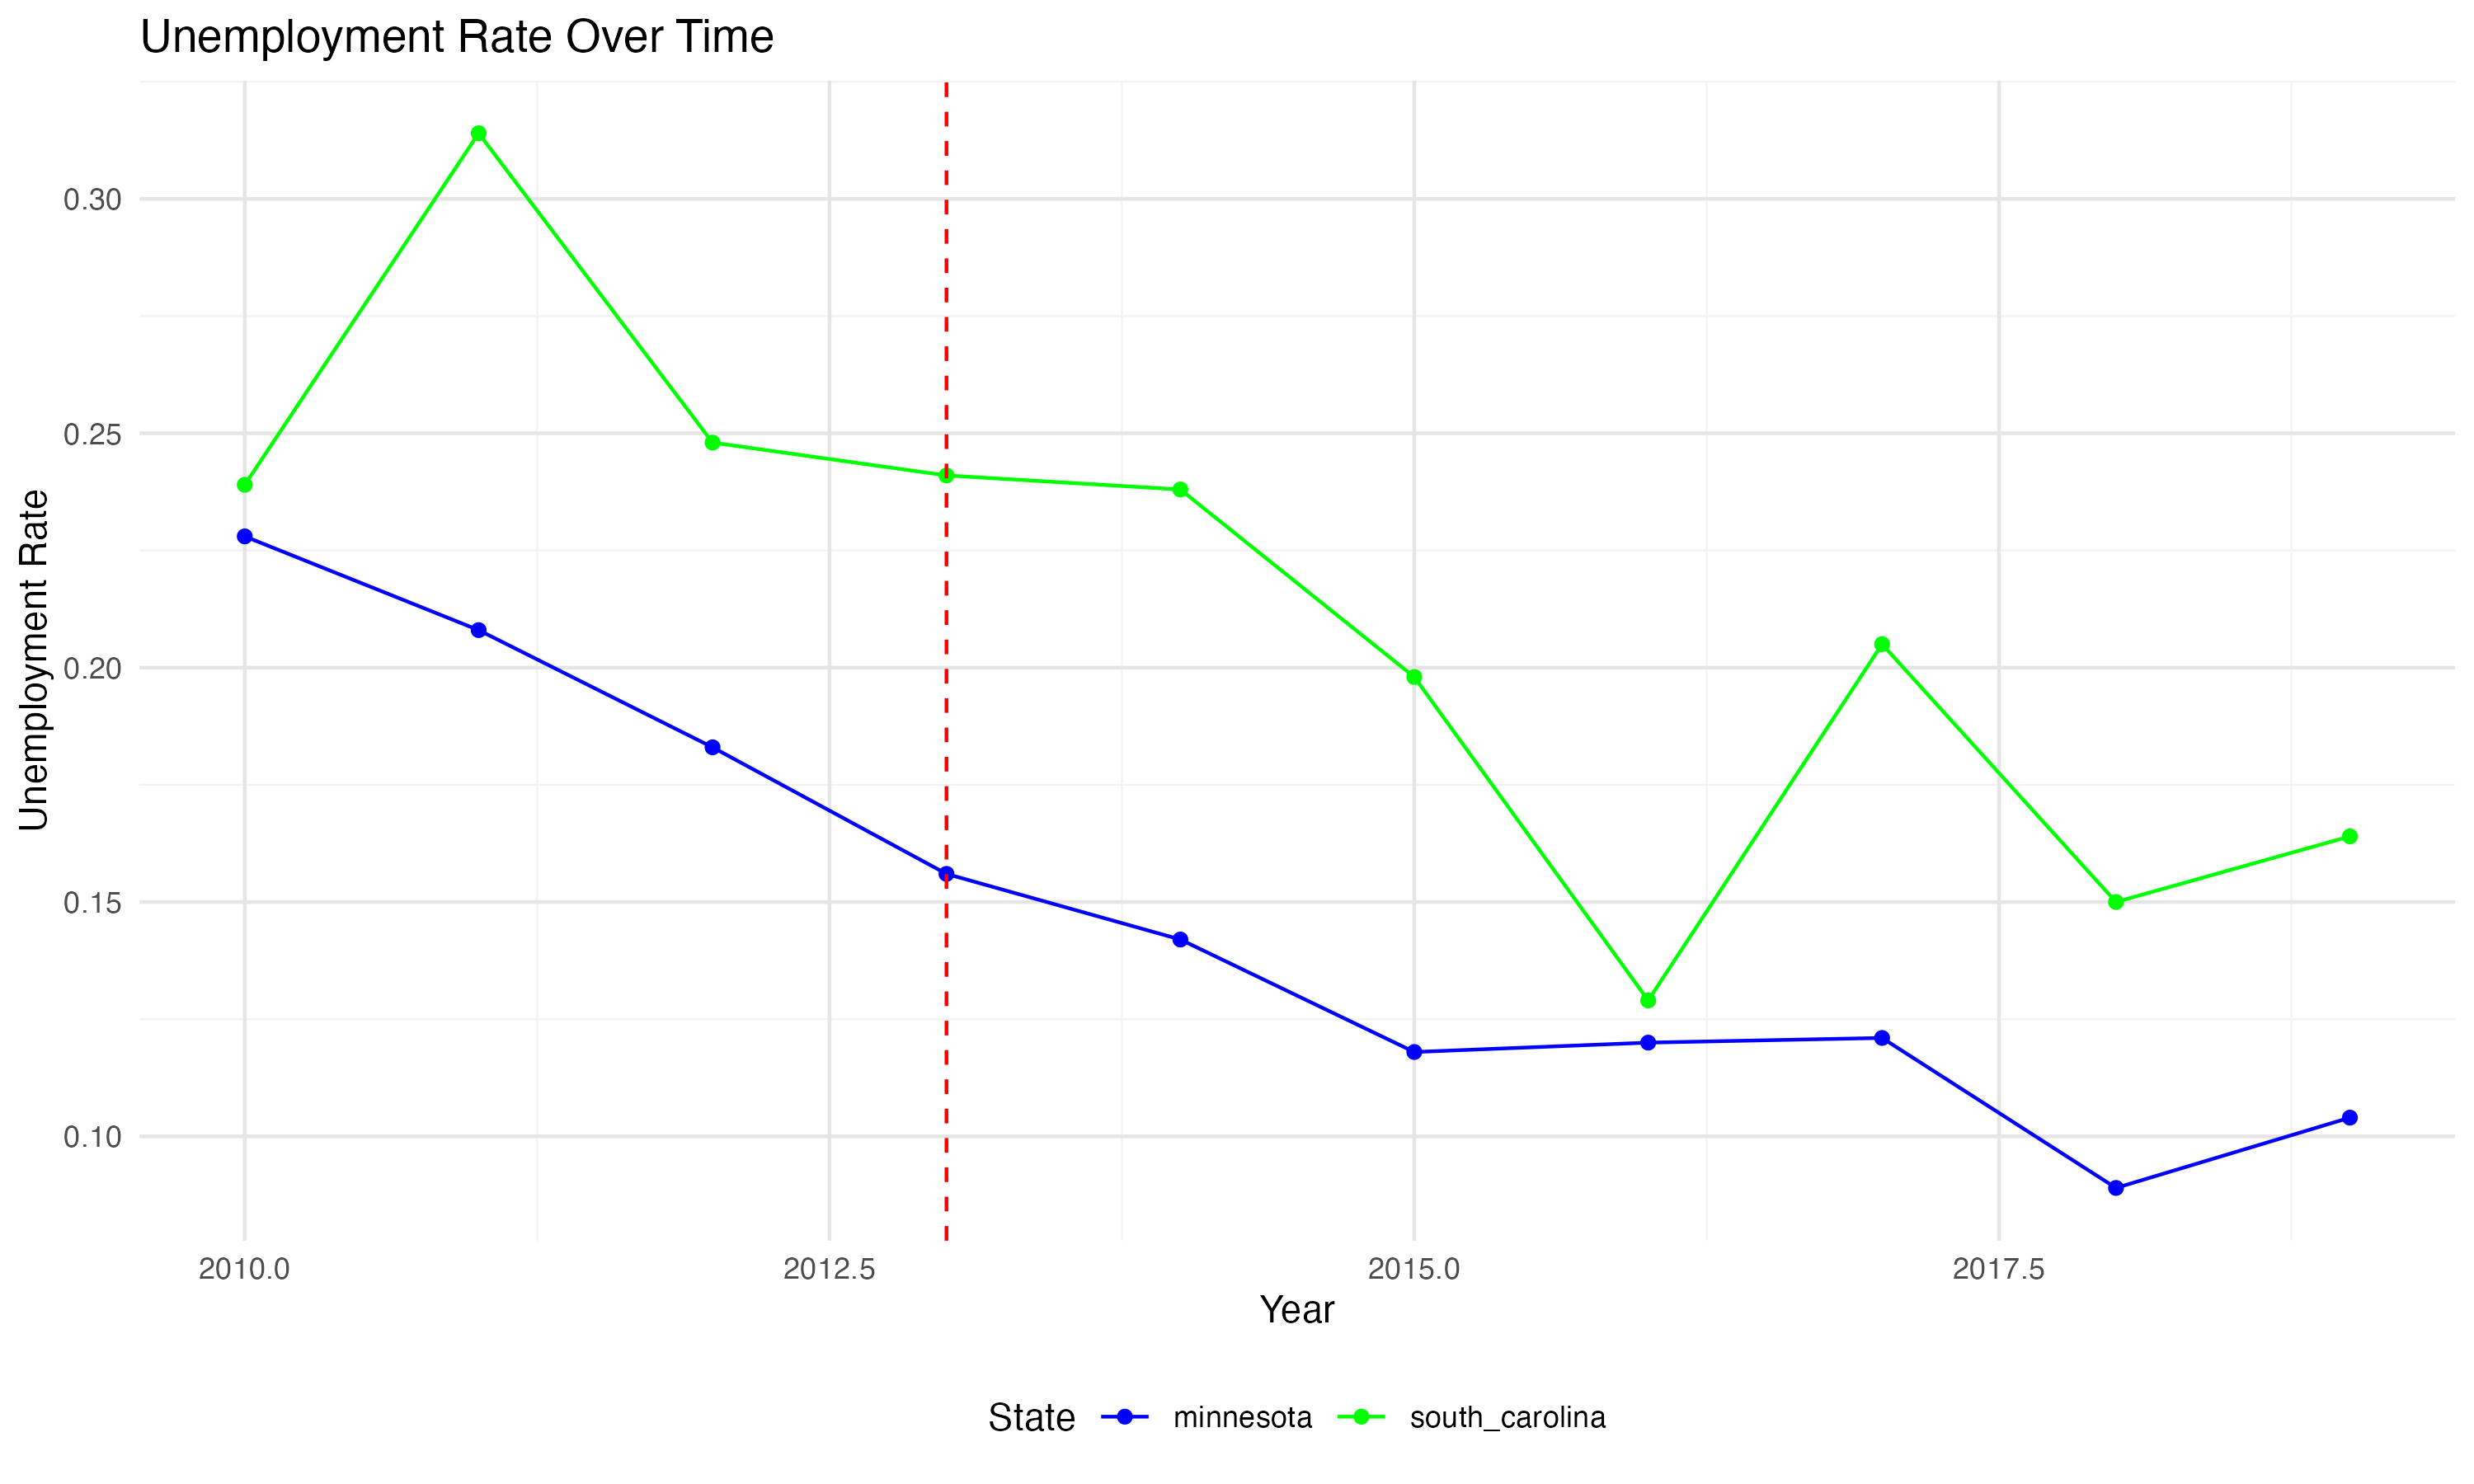 Unemployment Rate Over Time
Unemployment Rate
0.30
0.25
0.20
0.15
0.10
2010.0 2012.5 2015.0 2017.5
Year
State minnesota south_carolina